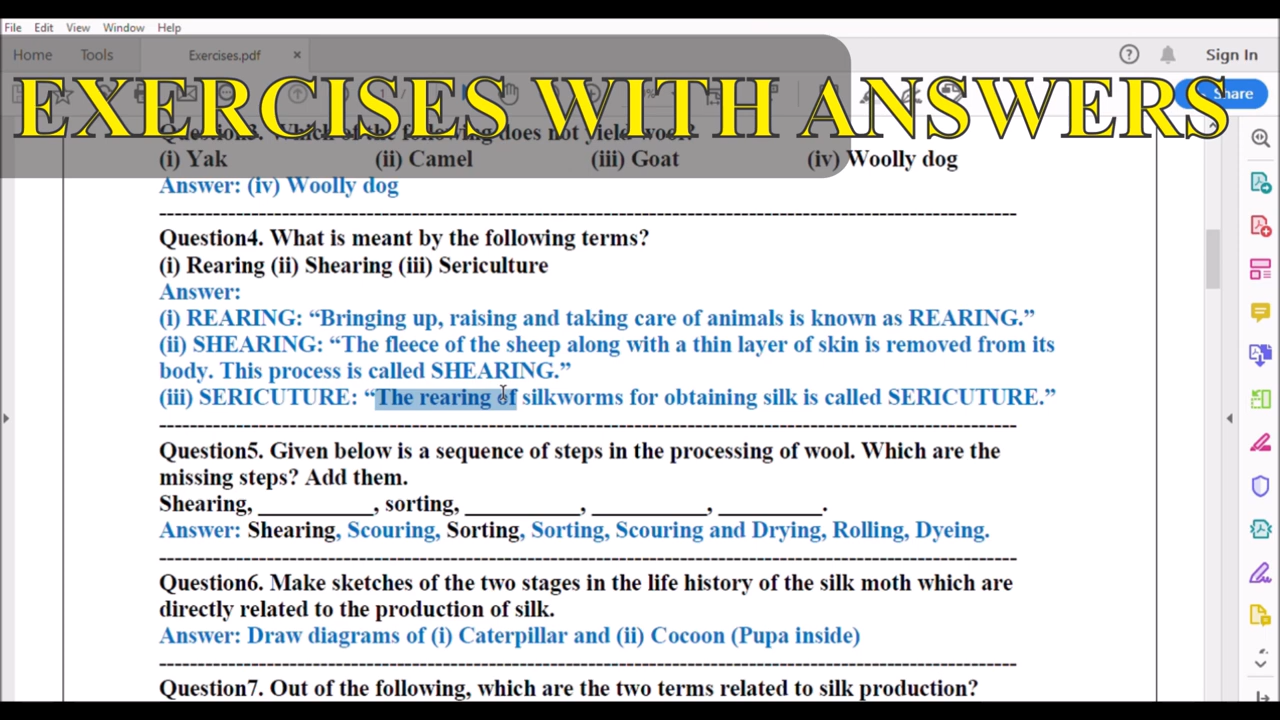 File Edit View Window Help
Home Tools Exercises.pdf × Sign In
EXERCISES WITH ANSWERS
Share
Question3. Which of the following does not yield wool?
(i) Yak (ii) Camel (iii) Goat (iv) Woolly dog
Answer: (iv) Woolly dog
Question4. What is meant by the following terms?
(i) Rearing (ii) Shearing (iii) Sericulture
Answer:
(i) REARING: “Bringing up, raising and taking care of animals is known as REARING.”
(ii) SHEARING: “The fleece of the sheep along with a thin layer of skin is removed from its
body. This process is called SHEARING.”
(iii) SERICUTURE: “The rearing of silkworms for obtaining silk is called SERICUTURE.”
Question5. Given below is a sequence of steps in the processing of wool. Which are the
missing steps? Add them.
Shearing, __________, sorting, __________, __________, _________.
Answer: Shearing, Scouring, Sorting, Sorting, Scouring and Drying, Rolling, Dyeing.
Question6. Make sketches of the two stages in the life history of the silk moth which are
directly related to the production of silk.
Answer: Draw diagrams of (i) Caterpillar and (ii) Cocoon (Pupa inside)
Question7. Out of the following, which are the two terms related to silk production?